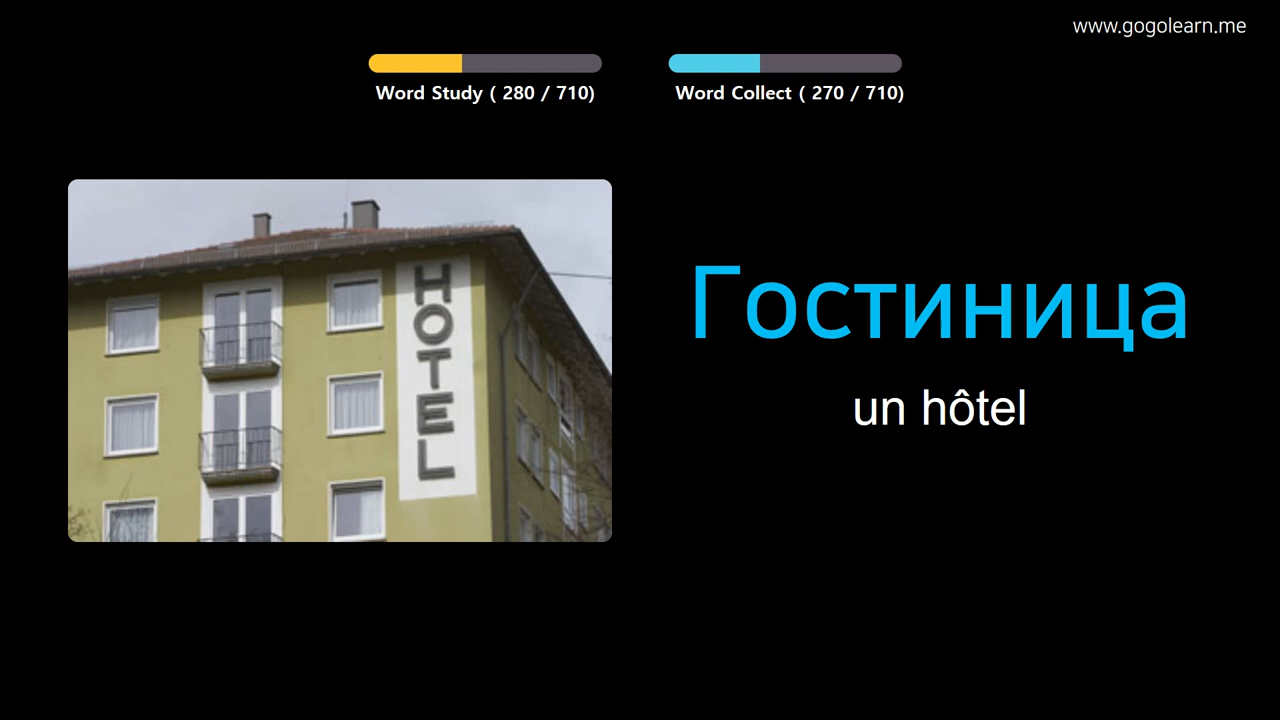 www.gogolearn.me
Word Study ( 280 / 710)
Word Collect ( 270 / 710)
HOTEL
Гостиница
un hôtel